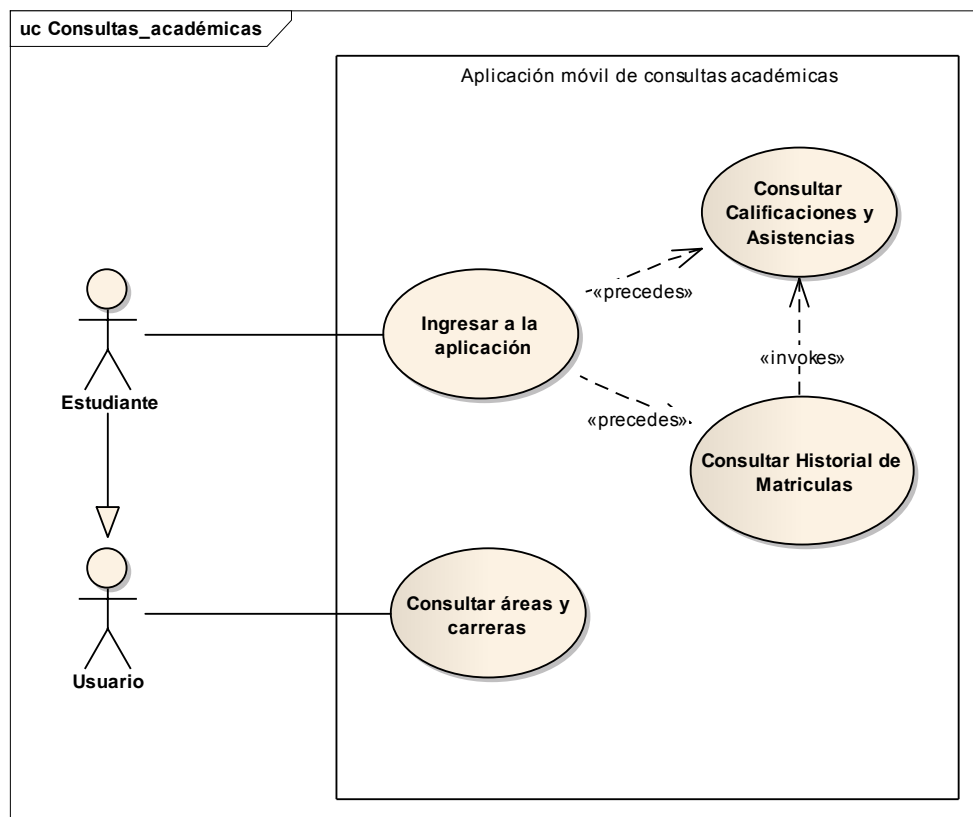 uc Consultas_académicas
Aplicación móvil de consultas académicas
Consultar
Calificaciones y
Asistencias
«precedes»
Ingresar a la
aplicación
«invokes»
Estudiante
«precedes»
Consultar Historial de
Matriculas
Consultar áreas y
carreras
Usuario